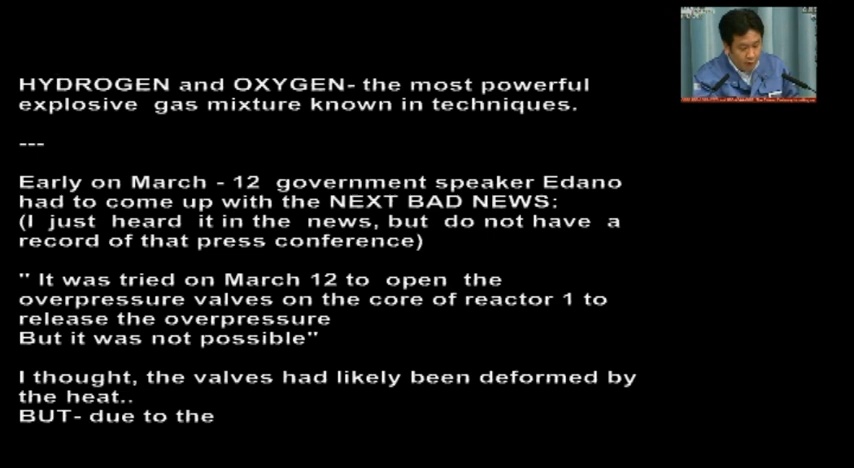 HYDROGEN and OXYGEN- the most powerful
explosive gas mixture known in techniques.
---
Early on March - 12 government speaker Edano
had to come up with the NEXT BAD NEWS:
(I just heard it in the news, but do not have a
record of that press conference)
" It was tried on March 12 to open the
overpressure valves on the core of reactor 1 to
release the overpressure
But it was not possible"
I thought, the valves had likely been deformed by
the heat..
BUT- due to the